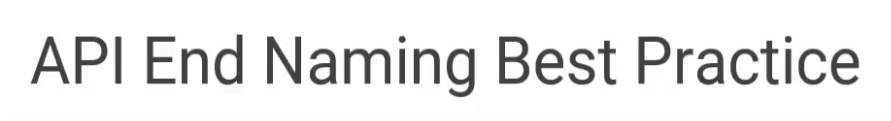 API End Naming Best Practice